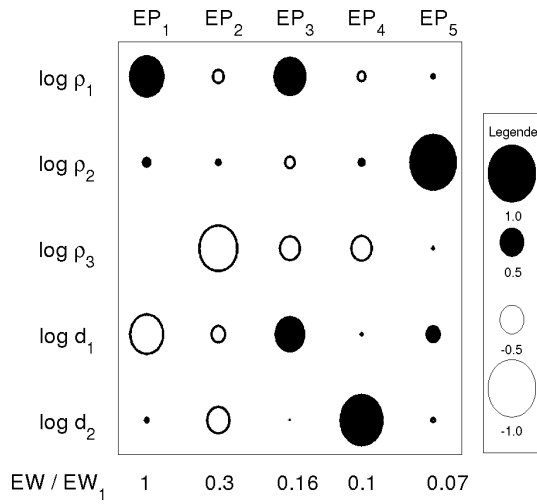 EP₁ EP₂ EP₃ EP₄ EP₅
log ρ₁
log ρ₂
log ρ₃
log d₁
log d₂
EW / EW₁ 1 0.3 0.16 0.1 0.07
Legende
1.0
0.5
-0.5
-1.0